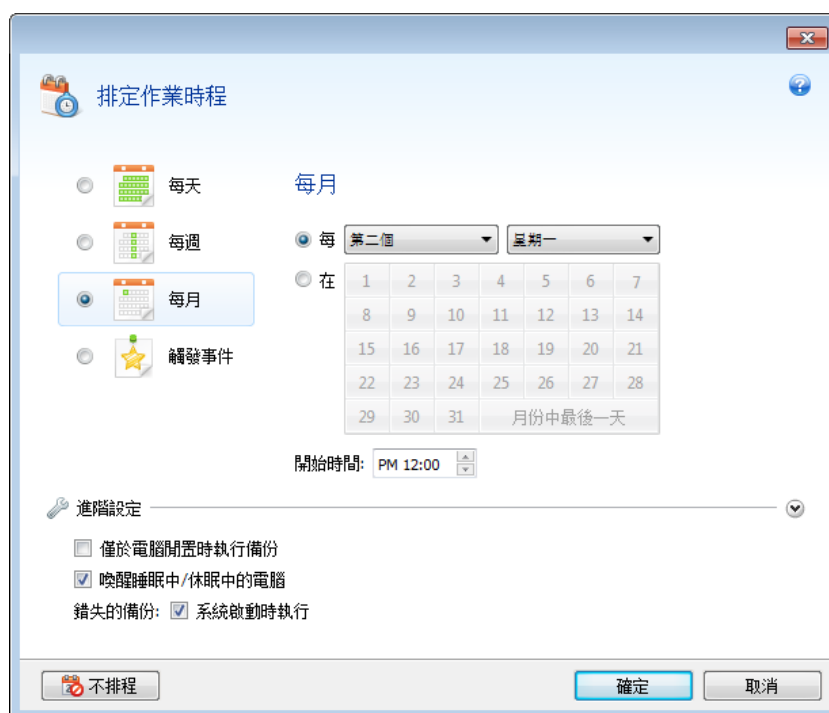 排定作業時程
每天
每週
每月
觸發事件
每月
每 第二個 星期一
在
1 2 3 4 5 6 7
8 9 10 11 12 13 14
15 16 17 18 19 20 21
22 23 24 25 26 27 28
29 30 31 月份中最後一天
開始時間: PM 12:00
進階設定
僅於電腦閒置時執行備份
喚醒睡眠中/休眠中的電腦
錯失的備份: 系統啟動時執行
不排程
確定
取消